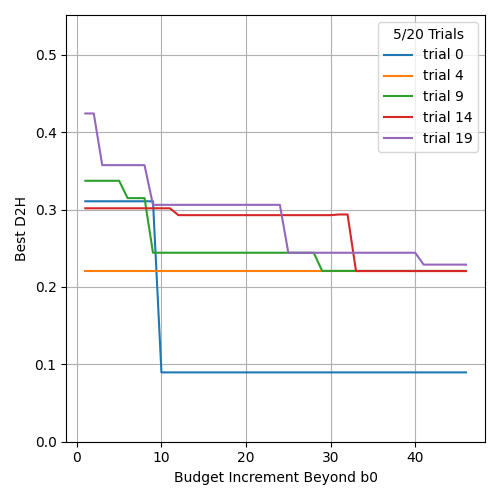 5/20 Trials
trial 0
trial 4
trial 9
trial 14
trial 19
Best D2H
0.5
0.4
0.3
0.2
0.1
0.0
0 10 20 30 40
Budget Increment Beyond b0